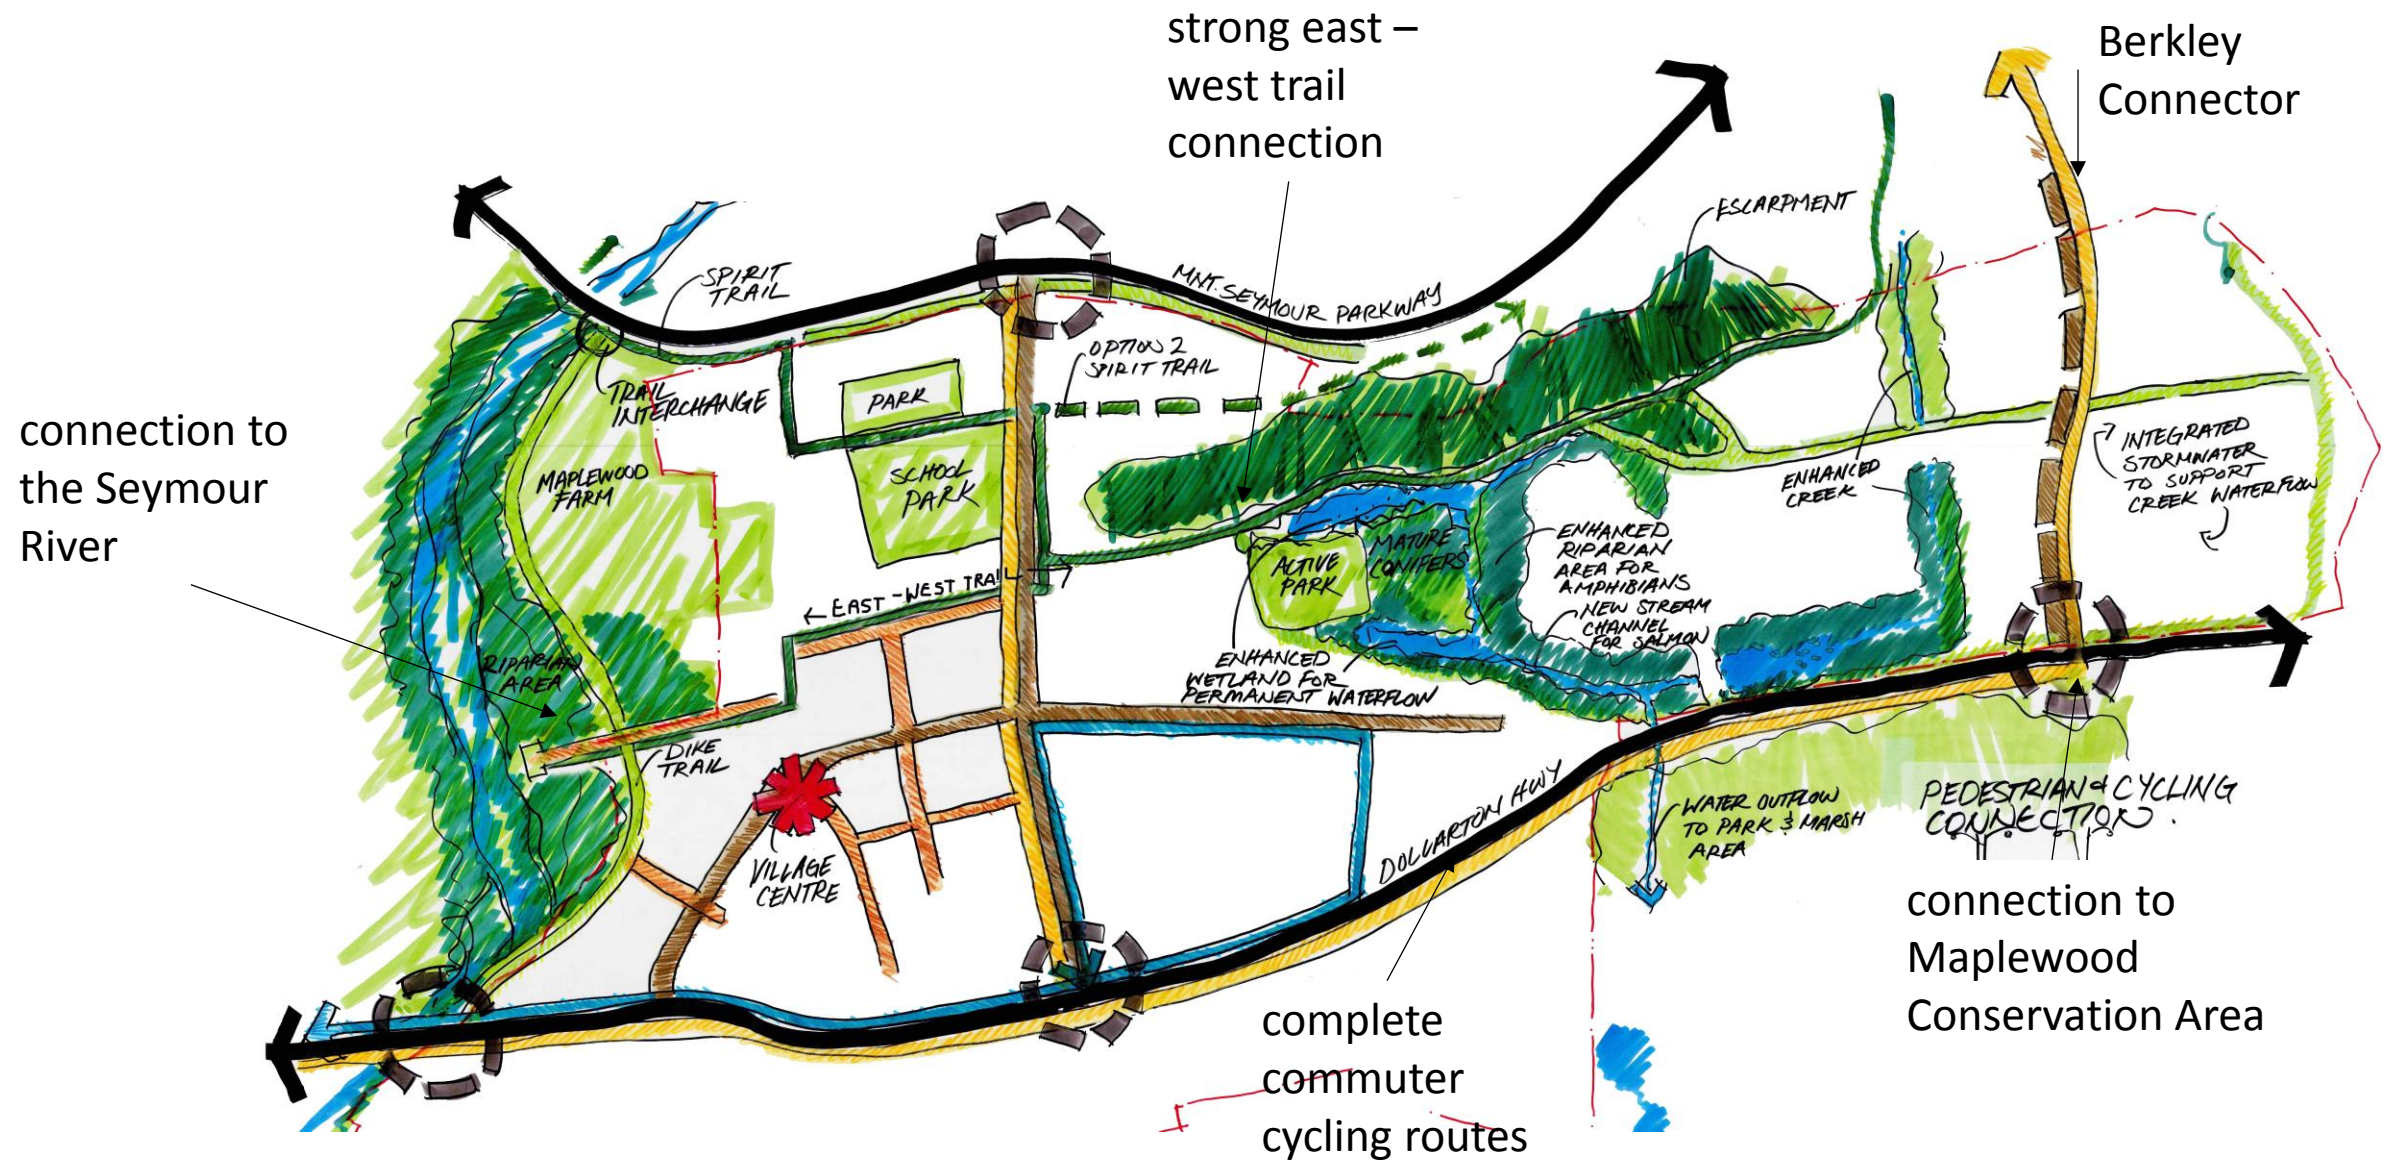 strong east –
west trail
connection
Berkley
Connector
connection to
the Seymour
River
ESCARPMENT
SPIRIT
TRAIL
MNT. SEYMOUR PARKWAY
OPTION 2
SPIRIT TRAIL
TRAIL
INTERCHANGE
PARK
MAPLEWOOD
FARM
SCHOOL
PARK
ENHANCED
CREEK
INTEGRATED
STORMWATER
TO SUPPORT
CREEK WATERFLOW
ACTIVE
PARK
MATURE
CONIFERS
ENHANCED
RIPARIAN
AREA FOR
AMPHIBIANS
NEW STREAM
CHANNEL
FOR SALMON
← EAST-WEST TRAIL →
RIPARIAN
AREA
ENHANCED
WETLAND FOR
PERMANENT WATERFLOW
DIKE
TRAIL
VILLAGE
CENTRE
DOLLARTON HWY
WATER OUTFLOW
TO PARK & MARSH
AREA
PEDESTRIAN & CYCLING
CONNECTION.
connection to
Maplewood
Conservation Area
complete
commuter
cycling routes